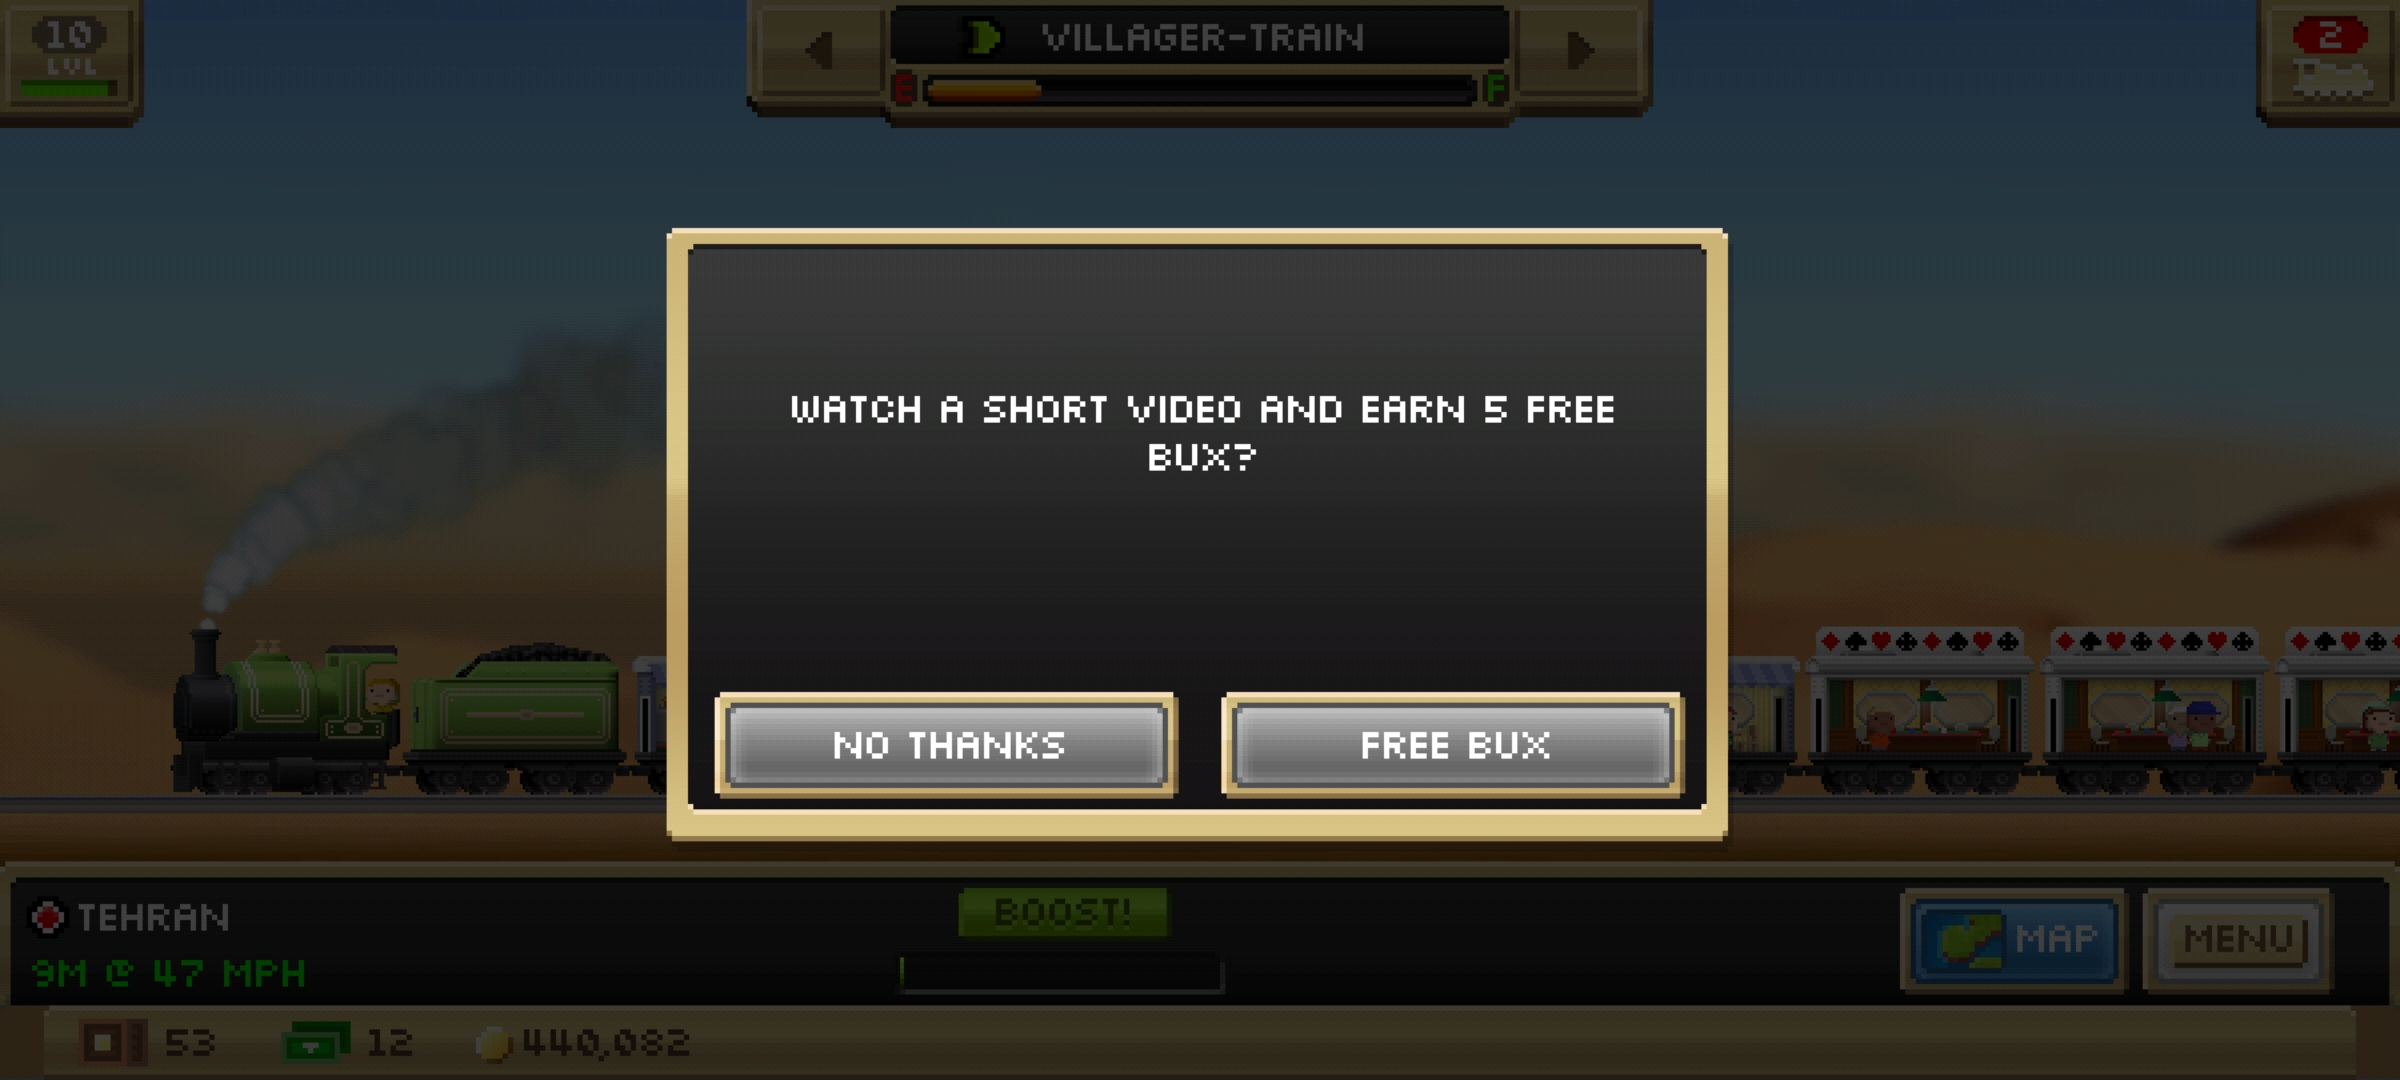 10
LVL
VILLAGER-TRAIN
E F
2
WATCH A SHORT VIDEO AND EARN 5 FREE
BUX?
NO THANKS
FREE BUX
TEHRAN
9M @ 47 MPH
BOOST!
MAP
MENU
53
12
440,082